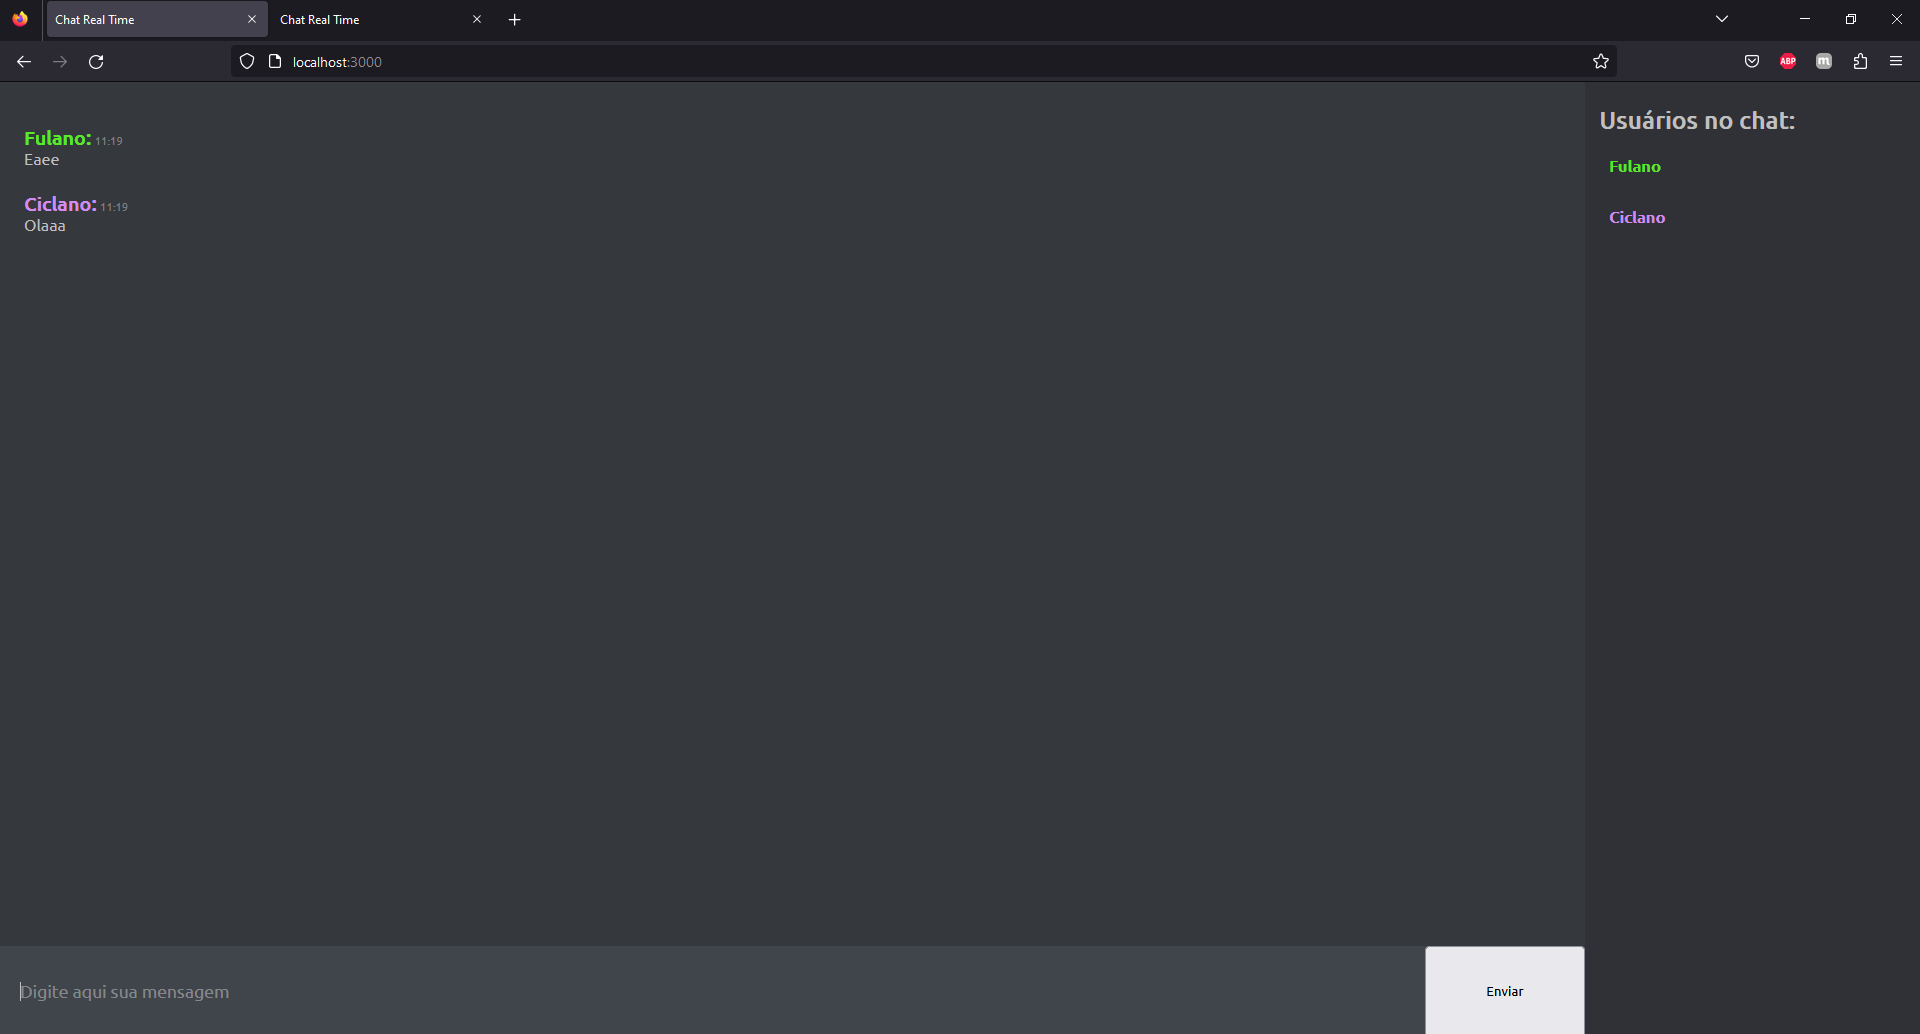 Chat Real Time
Chat Real Time
localhost:3000
ABP
m
Fulano: 11:19
Eaee
Ciclano: 11:19
Olaaa
Usuários no chat:
Fulano
Ciclano
Digite aqui sua mensagem
Enviar